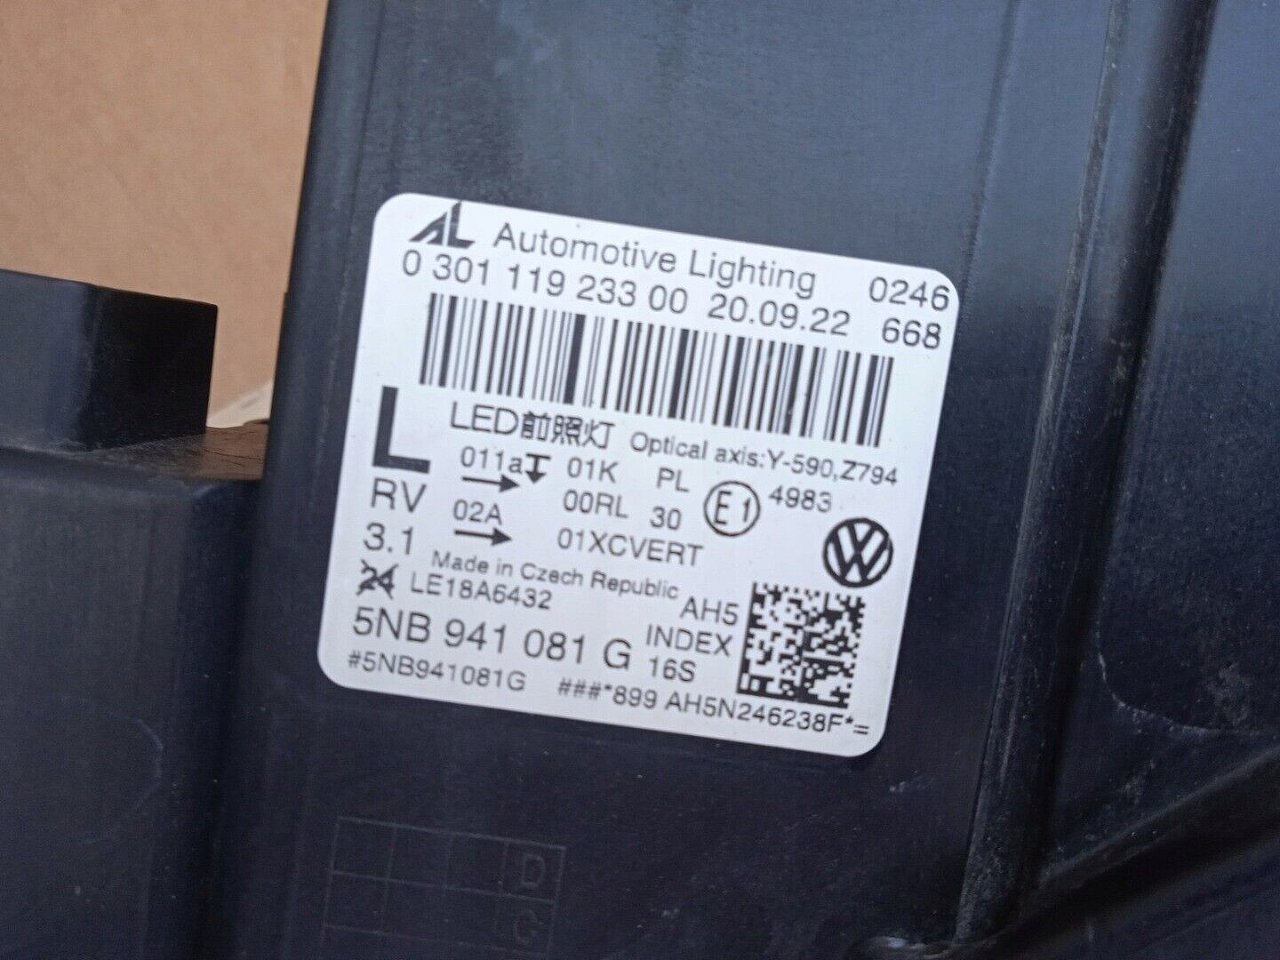 AL Automotive Lighting 0246
0 301 119 233 00 20.09.22 668
L LED前照灯 Optical axis:Y-590,Z794
011a 01K PL E1 4983
RV 02A 00RL 30
3.1 01XCVERT
Made in Czech Republic
24 LE18A6432 AH5
5NB 941 081 G INDEX
16S
#5NB941081G ###*899 AH5N246238F*=
D
G